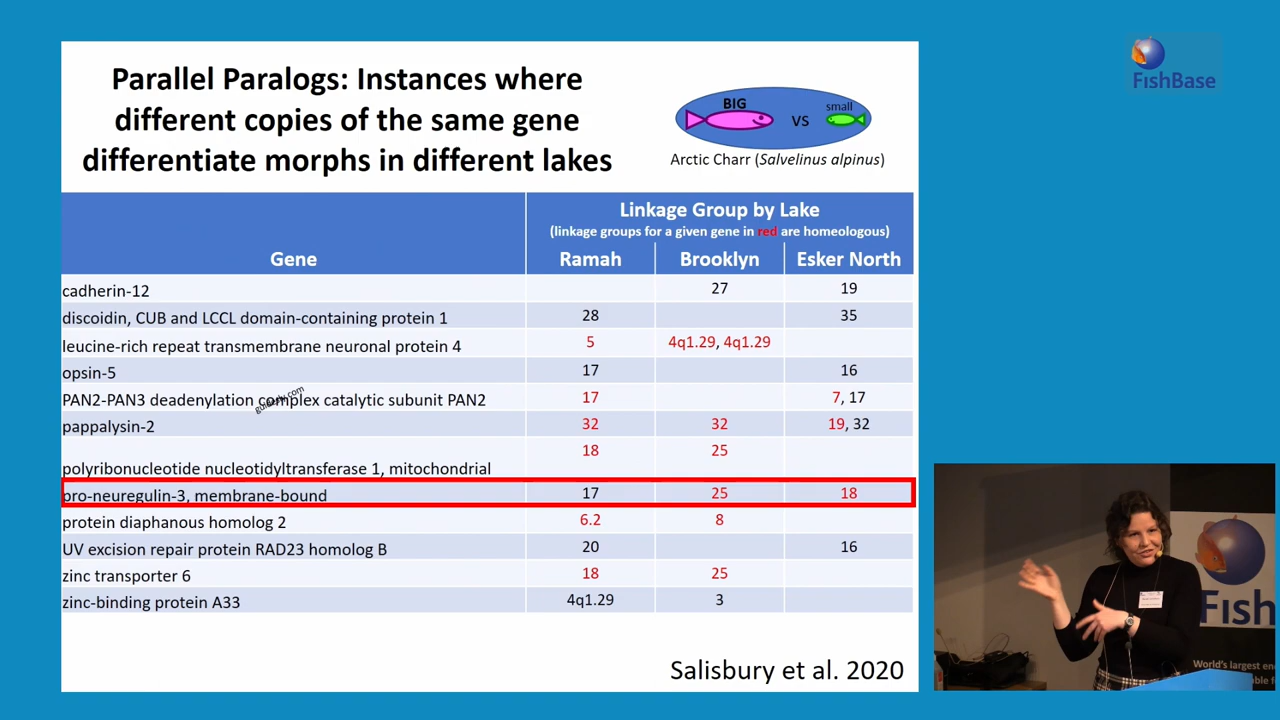 Parallel Paralogs: Instances where
different copies of the same gene
differentiate morphs in different lakes
BIG vs small
Arctic Charr (Salvelinus alpinus)
FishBase
Linkage Group by Lake
(linkage groups for a given gene in red are homeologous)
Gene Ramah Brooklyn Esker North
cadherin-12 27 19
discoidin, CUB and LCCL domain-containing protein 1 28 35
leucine-rich repeat transmembrane neuronal protein 4 5 4q1.29, 4q1.29
opsin-5 17 16
PAN2-PAN3 deadenylation complex catalytic subunit PAN2 17 7, 17
pappalysin-2 32 32 19, 32
polyribonucleotide nucleotidyltransferase 1, mitochondrial 18 25
pro-neuregulin-3, membrane-bound 17 25 18
protein diaphanous homolog 2 6.2 8
UV excision repair protein RAD23 homolog B 20 16
zinc transporter 6 18 25
zinc-binding protein A33 4q1.29 3
Salisbury et al. 2020
Fish
World's largest en